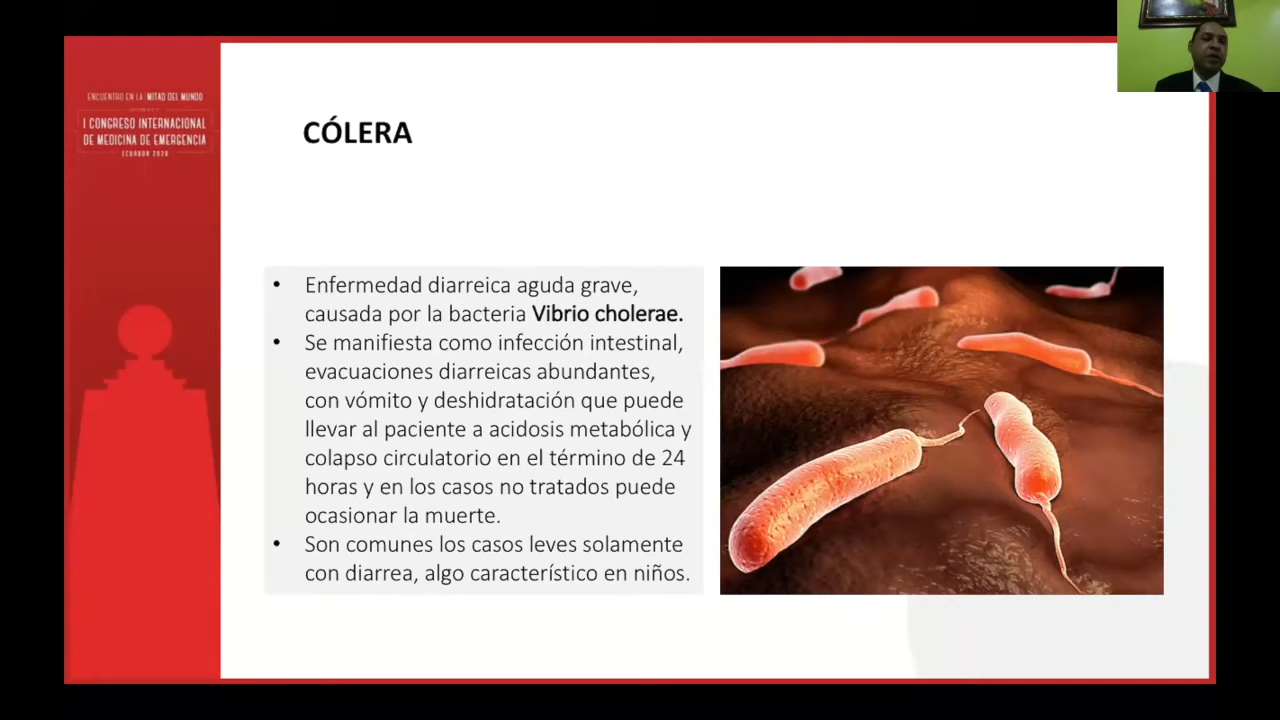 ENCUENTRO EN LA MITAD DEL MUNDO
I CONGRESO INTERNACIONAL
DE MEDICINA DE EMERGENCIA
ECUADOR 2020
CÓLERA
• Enfermedad diarreica aguda grave,
causada por la bacteria Vibrio cholerae.
• Se manifiesta como infección intestinal,
evacuaciones diarreicas abundantes,
con vómito y deshidratación que puede
llevar al paciente a acidosis metabólica y
colapso circulatorio en el término de 24
horas y en los casos no tratados puede
ocasionar la muerte.
• Son comunes los casos leves solamente
con diarrea, algo característico en niños.